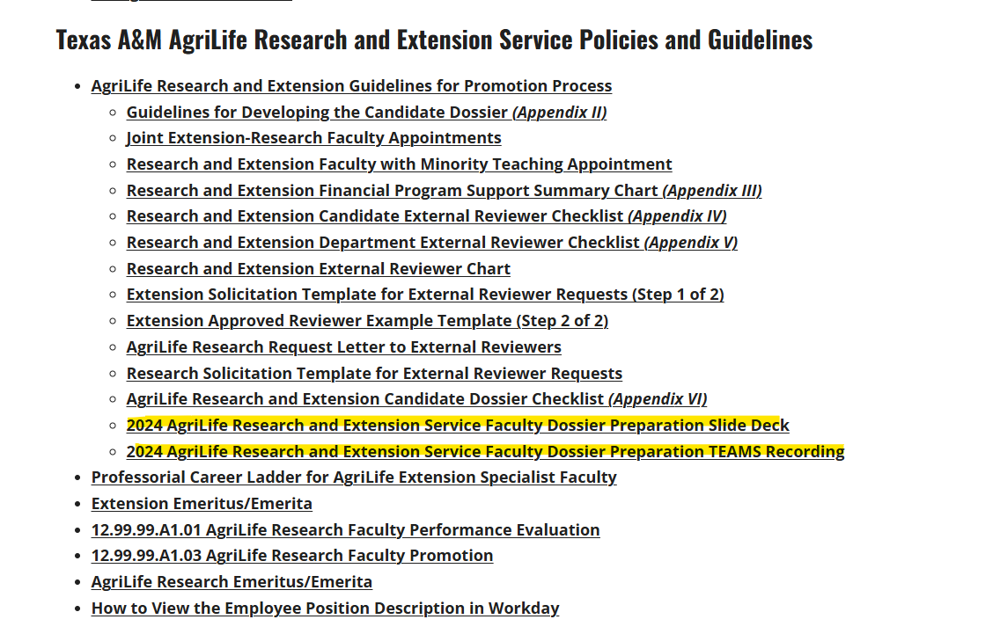 Texas A&M AgriLife Research and Extension Service Policies and Guidelines
AgriLife Research and Extension Guidelines for Promotion Process
Guidelines for Developing the Candidate Dossier (Appendix II)
Joint Extension-Research Faculty Appointments
Research and Extension Faculty with Minority Teaching Appointment
Research and Extension Financial Program Support Summary Chart (Appendix III)
Research and Extension Candidate External Reviewer Checklist (Appendix IV)
Research and Extension Department External Reviewer Checklist (Appendix V)
Research and Extension External Reviewer Chart
Extension Solicitation Template for External Reviewer Requests (Step 1 of 2)
Extension Approved Reviewer Example Template (Step 2 of 2)
AgriLife Research Request Letter to External Reviewers
Research Solicitation Template for External Reviewer Requests
AgriLife Research and Extension Candidate Dossier Checklist (Appendix VI)
2024 AgriLife Research and Extension Service Faculty Dossier Preparation Slide Deck
2024 AgriLife Research and Extension Service Faculty Dossier Preparation TEAMS Recording
Professorial Career Ladder for AgriLife Extension Specialist Faculty
Extension Emeritus/Emerita
12.99.99.A1.01 AgriLife Research Faculty Performance Evaluation
12.99.99.A1.03 AgriLife Research Faculty Promotion
AgriLife Research Emeritus/Emerita
How to View the Employee Position Description in Workday